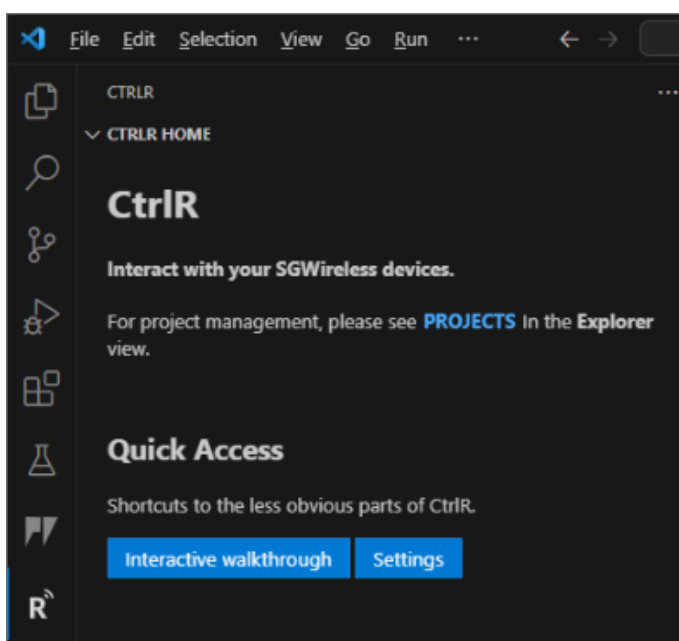 File Edit Selection View Go Run ...
CTRLR ...
CTRLR HOME
CtrlR
Interact with your SGWireless devices.
For project management, please see PROJECTS In the Explorer
view.
Quick Access
Shortcuts to the less obvious parts of CtrlR.
Interactive walkthrough Settings
R